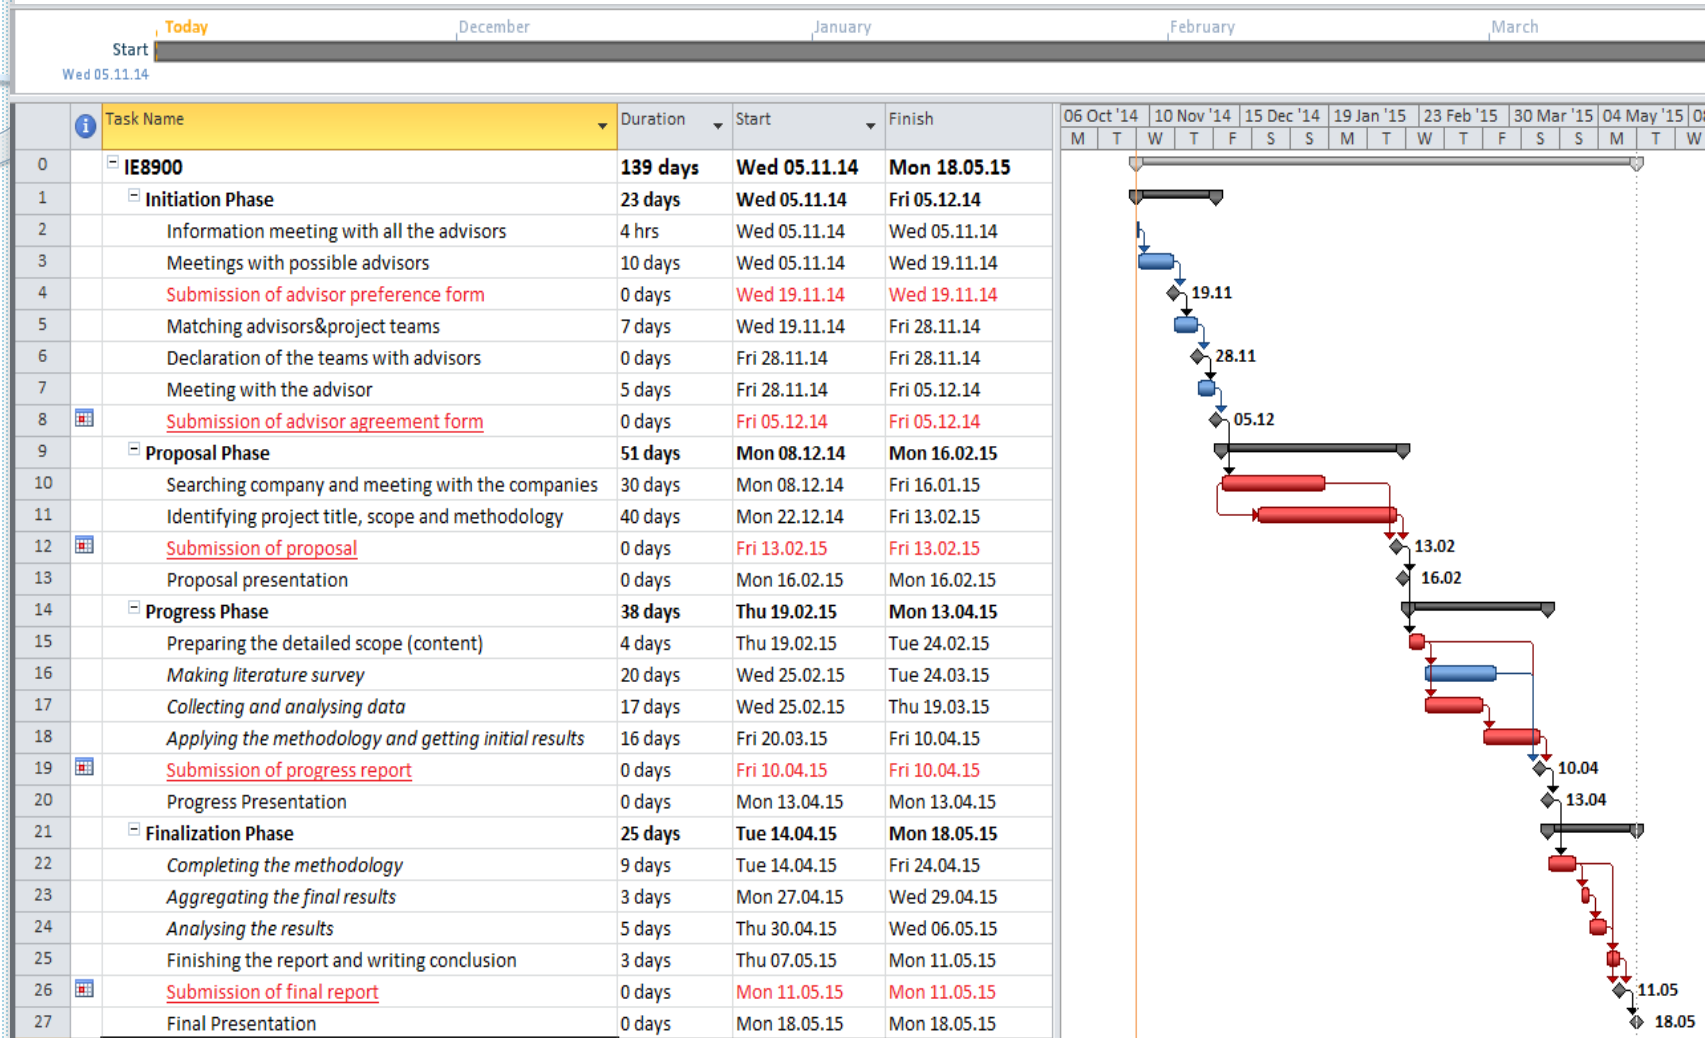 Today December January February March
Start
Wed 05.11.14
Task Name Duration Start Finish 06 Oct '14 10 Nov '14 15 Dec '14 19 Jan '15 23 Feb '15 30 Mar '15 04 May '15
M T W T F S S M T W T F S S M T W
0 IE8900 139 days Wed 05.11.14 Mon 18.05.15
1 Initiation Phase 23 days Wed 05.11.14 Fri 05.12.14
2 Information meeting with all the advisors 4 hrs Wed 05.11.14 Wed 05.11.14
3 Meetings with possible advisors 10 days Wed 05.11.14 Wed 19.11.14
4 Submission of advisor preference form 0 days Wed 19.11.14 Wed 19.11.14 19.11
5 Matching advisors&project teams 7 days Wed 19.11.14 Fri 28.11.14
6 Declaration of the teams with advisors 0 days Fri 28.11.14 Fri 28.11.14 28.11
7 Meeting with the advisor 5 days Fri 28.11.14 Fri 05.12.14
8 Submission of advisor agreement form 0 days Fri 05.12.14 Fri 05.12.14 05.12
9 Proposal Phase 51 days Mon 08.12.14 Mon 16.02.15
10 Searching company and meeting with the companies 30 days Mon 08.12.14 Fri 16.01.15
11 Identifying project title, scope and methodology 40 days Mon 22.12.14 Fri 13.02.15
12 Submission of proposal 0 days Fri 13.02.15 Fri 13.02.15 13.02
13 Proposal presentation 0 days Mon 16.02.15 Mon 16.02.15 16.02
14 Progress Phase 38 days Thu 19.02.15 Mon 13.04.15
15 Preparing the detailed scope (content) 4 days Thu 19.02.15 Tue 24.02.15
16 Making literature survey 20 days Wed 25.02.15 Tue 24.03.15
17 Collecting and analysing data 17 days Wed 25.02.15 Thu 19.03.15
18 Applying the methodology and getting initial results 16 days Fri 20.03.15 Fri 10.04.15
19 Submission of progress report 0 days Fri 10.04.15 Fri 10.04.15 10.04
20 Progress Presentation 0 days Mon 13.04.15 Mon 13.04.15 13.04
21 Finalization Phase 25 days Tue 14.04.15 Mon 18.05.15
22 Completing the methodology 9 days Tue 14.04.15 Fri 24.04.15
23 Aggregating the final results 3 days Mon 27.04.15 Wed 29.04.15
24 Analysing the results 5 days Thu 30.04.15 Wed 06.05.15
25 Finishing the report and writing conclusion 3 days Thu 07.05.15 Mon 11.05.15
26 Submission of final report 0 days Mon 11.05.15 Mon 11.05.15 11.05
27 Final Presentation 0 days Mon 18.05.15 Mon 18.05.15 18.05